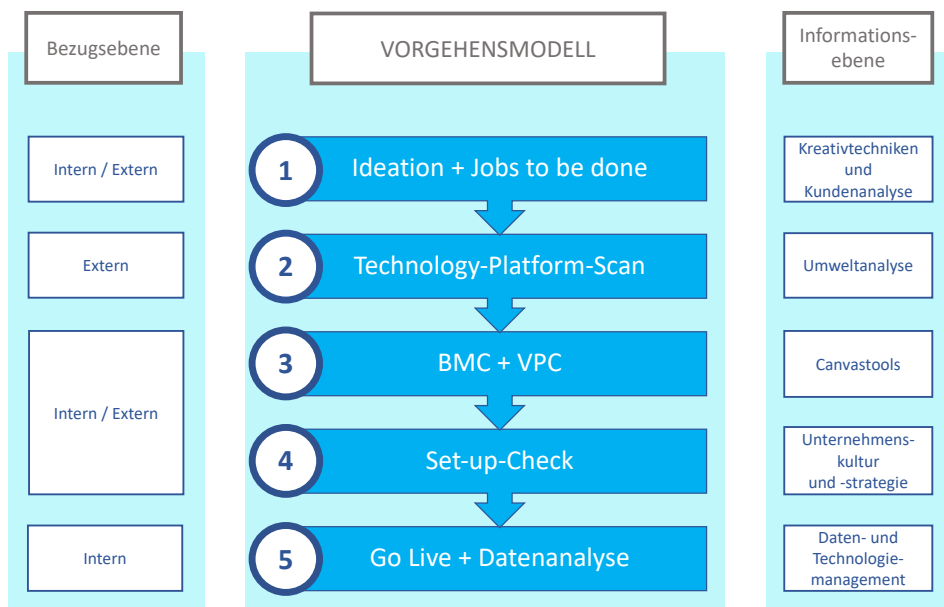 Bezugsebene
VORGEHENSMODELL
Informations-
ebene
Intern / Extern
1
Ideation + Jobs to be done
Kreativtechniken
und
Kundenanalyse
Extern
2
Technology-Platform-Scan
Umweltanalyse
Intern / Extern
3
BMC + VPC
Canvastools
4
Set-up-Check
Unternehmens-
kultur
und -strategie
Intern
5
Go Live + Datenanalyse
Daten- und
Technologie-
management